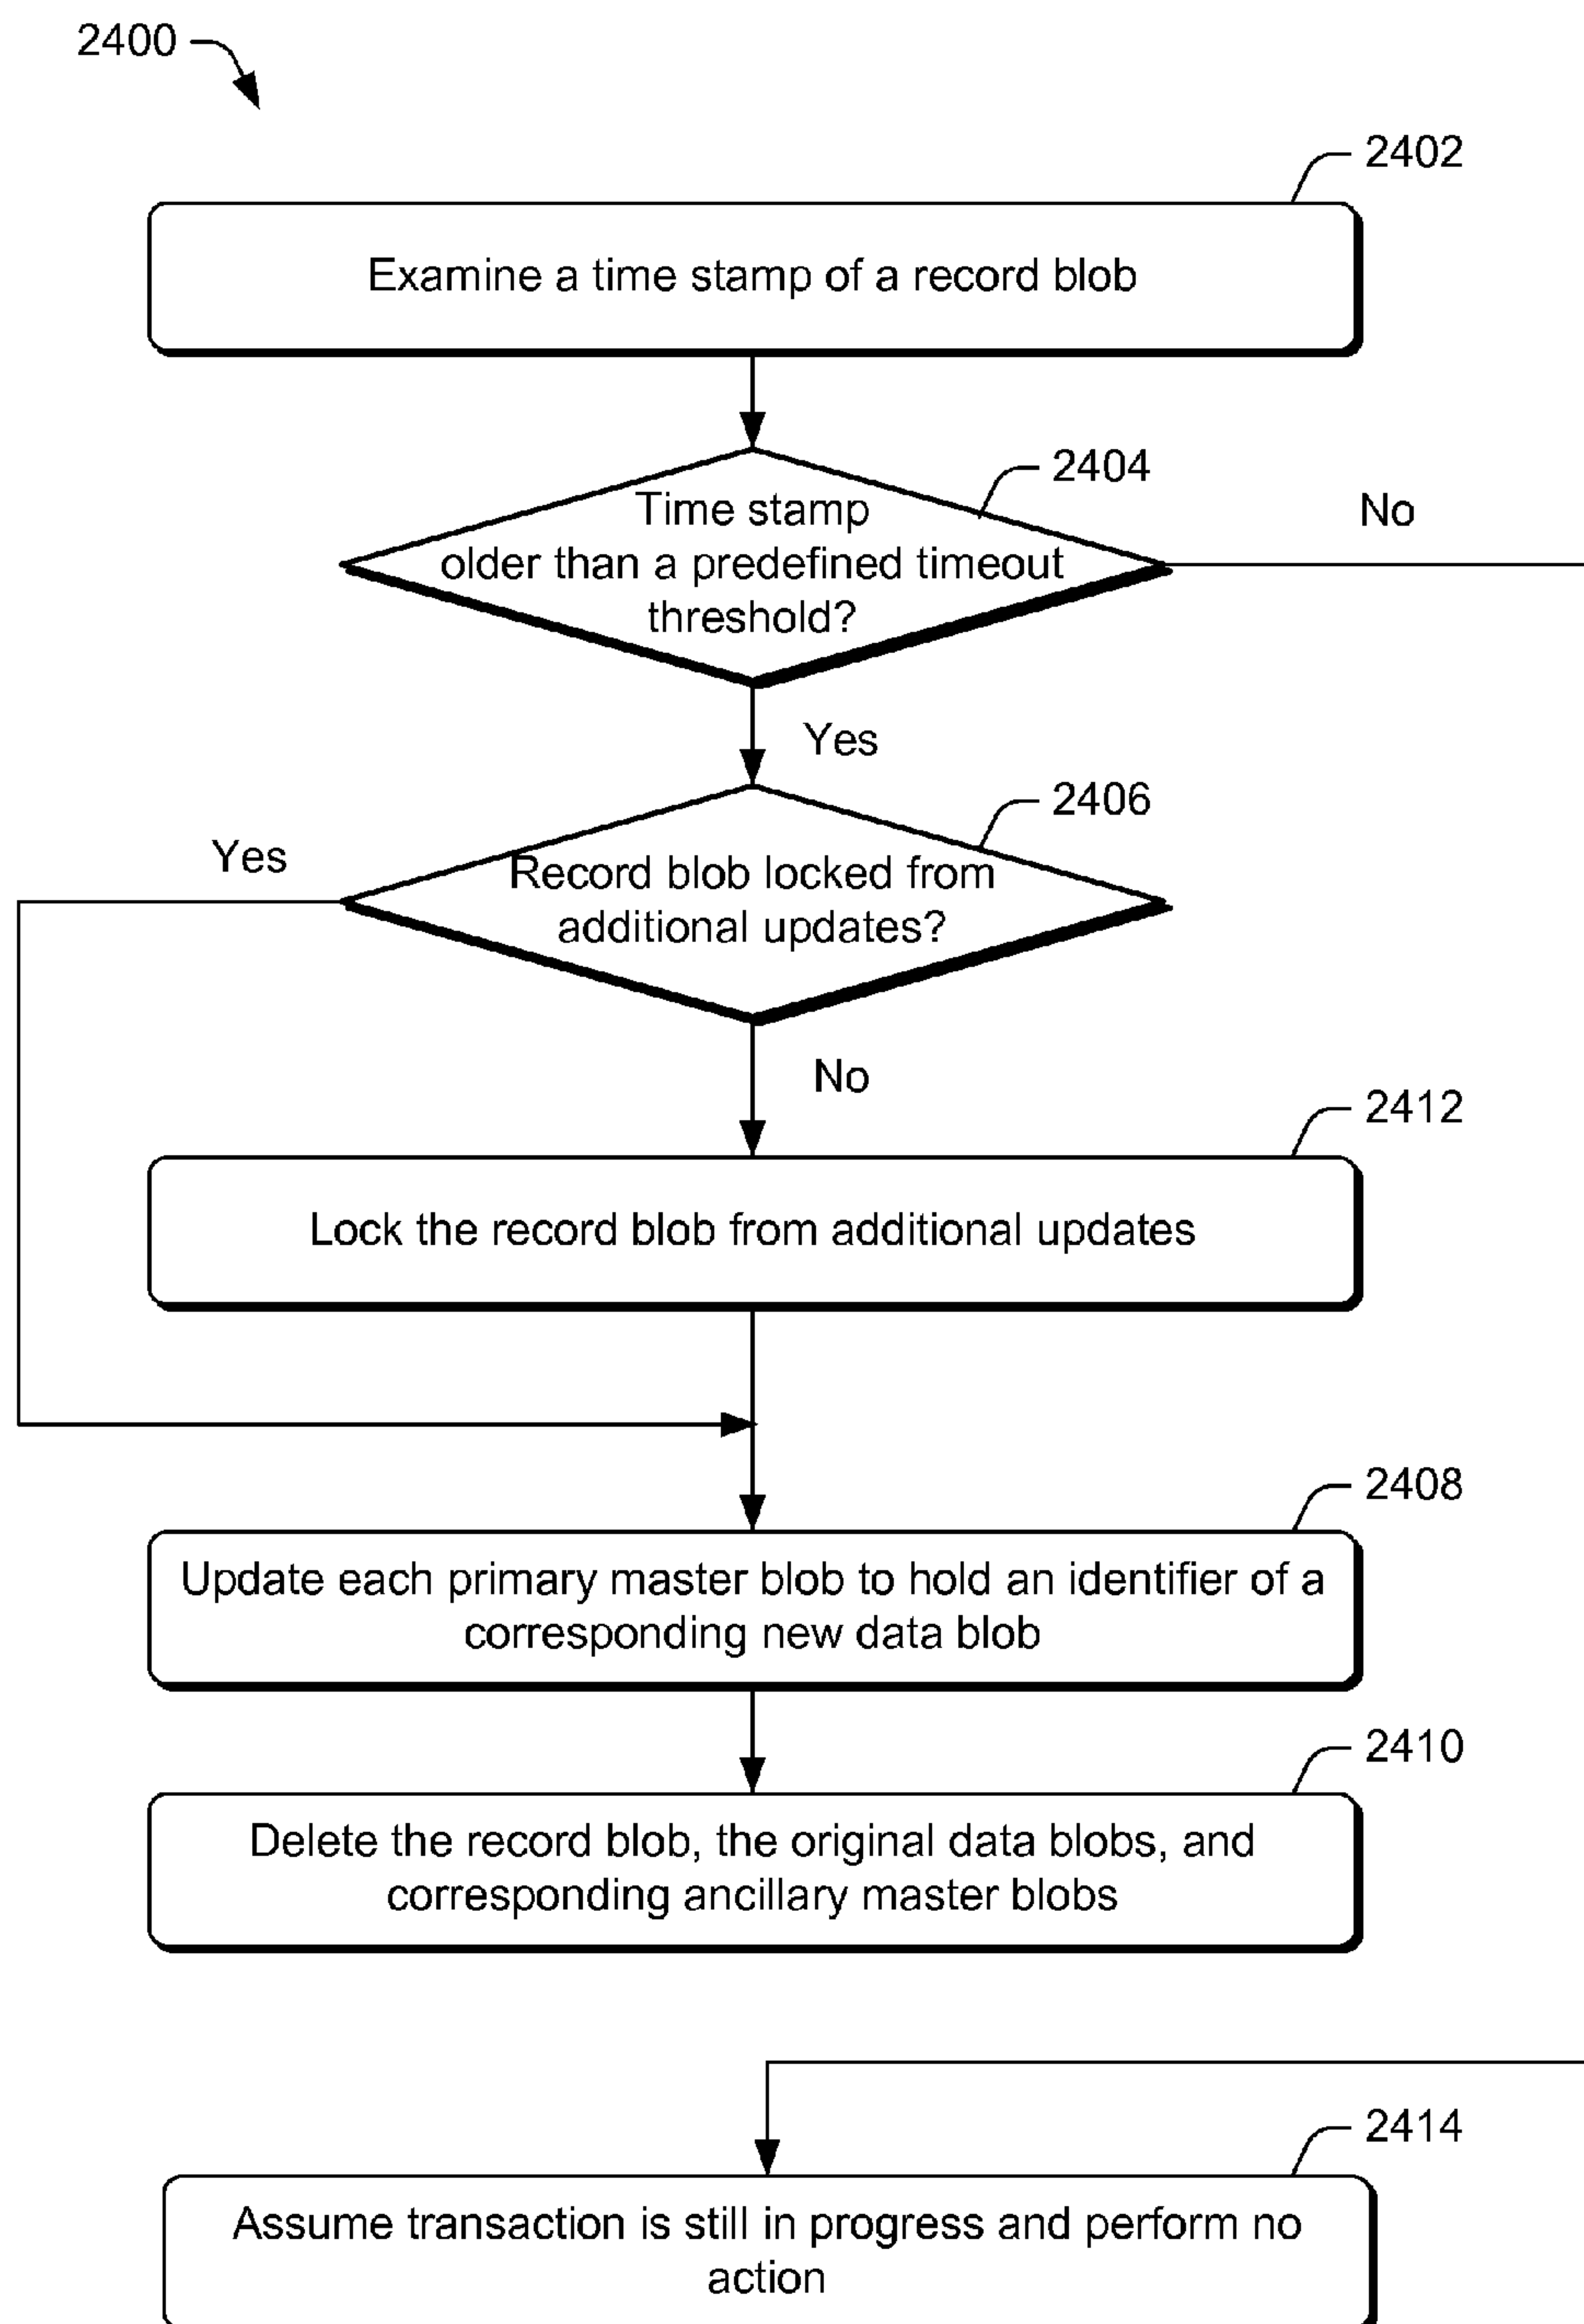 2400
2402
Examine a time stamp of a record blob
2404
Time stamp
older than a predefined timeout
threshold?
No
Yes
2406
Yes
Record blob locked from
additional updates?
No
2412
Lock the record blob from additional updates
2408
Update each primary master blob to hold an identifier of a
corresponding new data blob
2410
Delete the record blob, the original data blobs, and
corresponding ancillary master blobs
2414
Assume transaction is still in progress and perform no
action